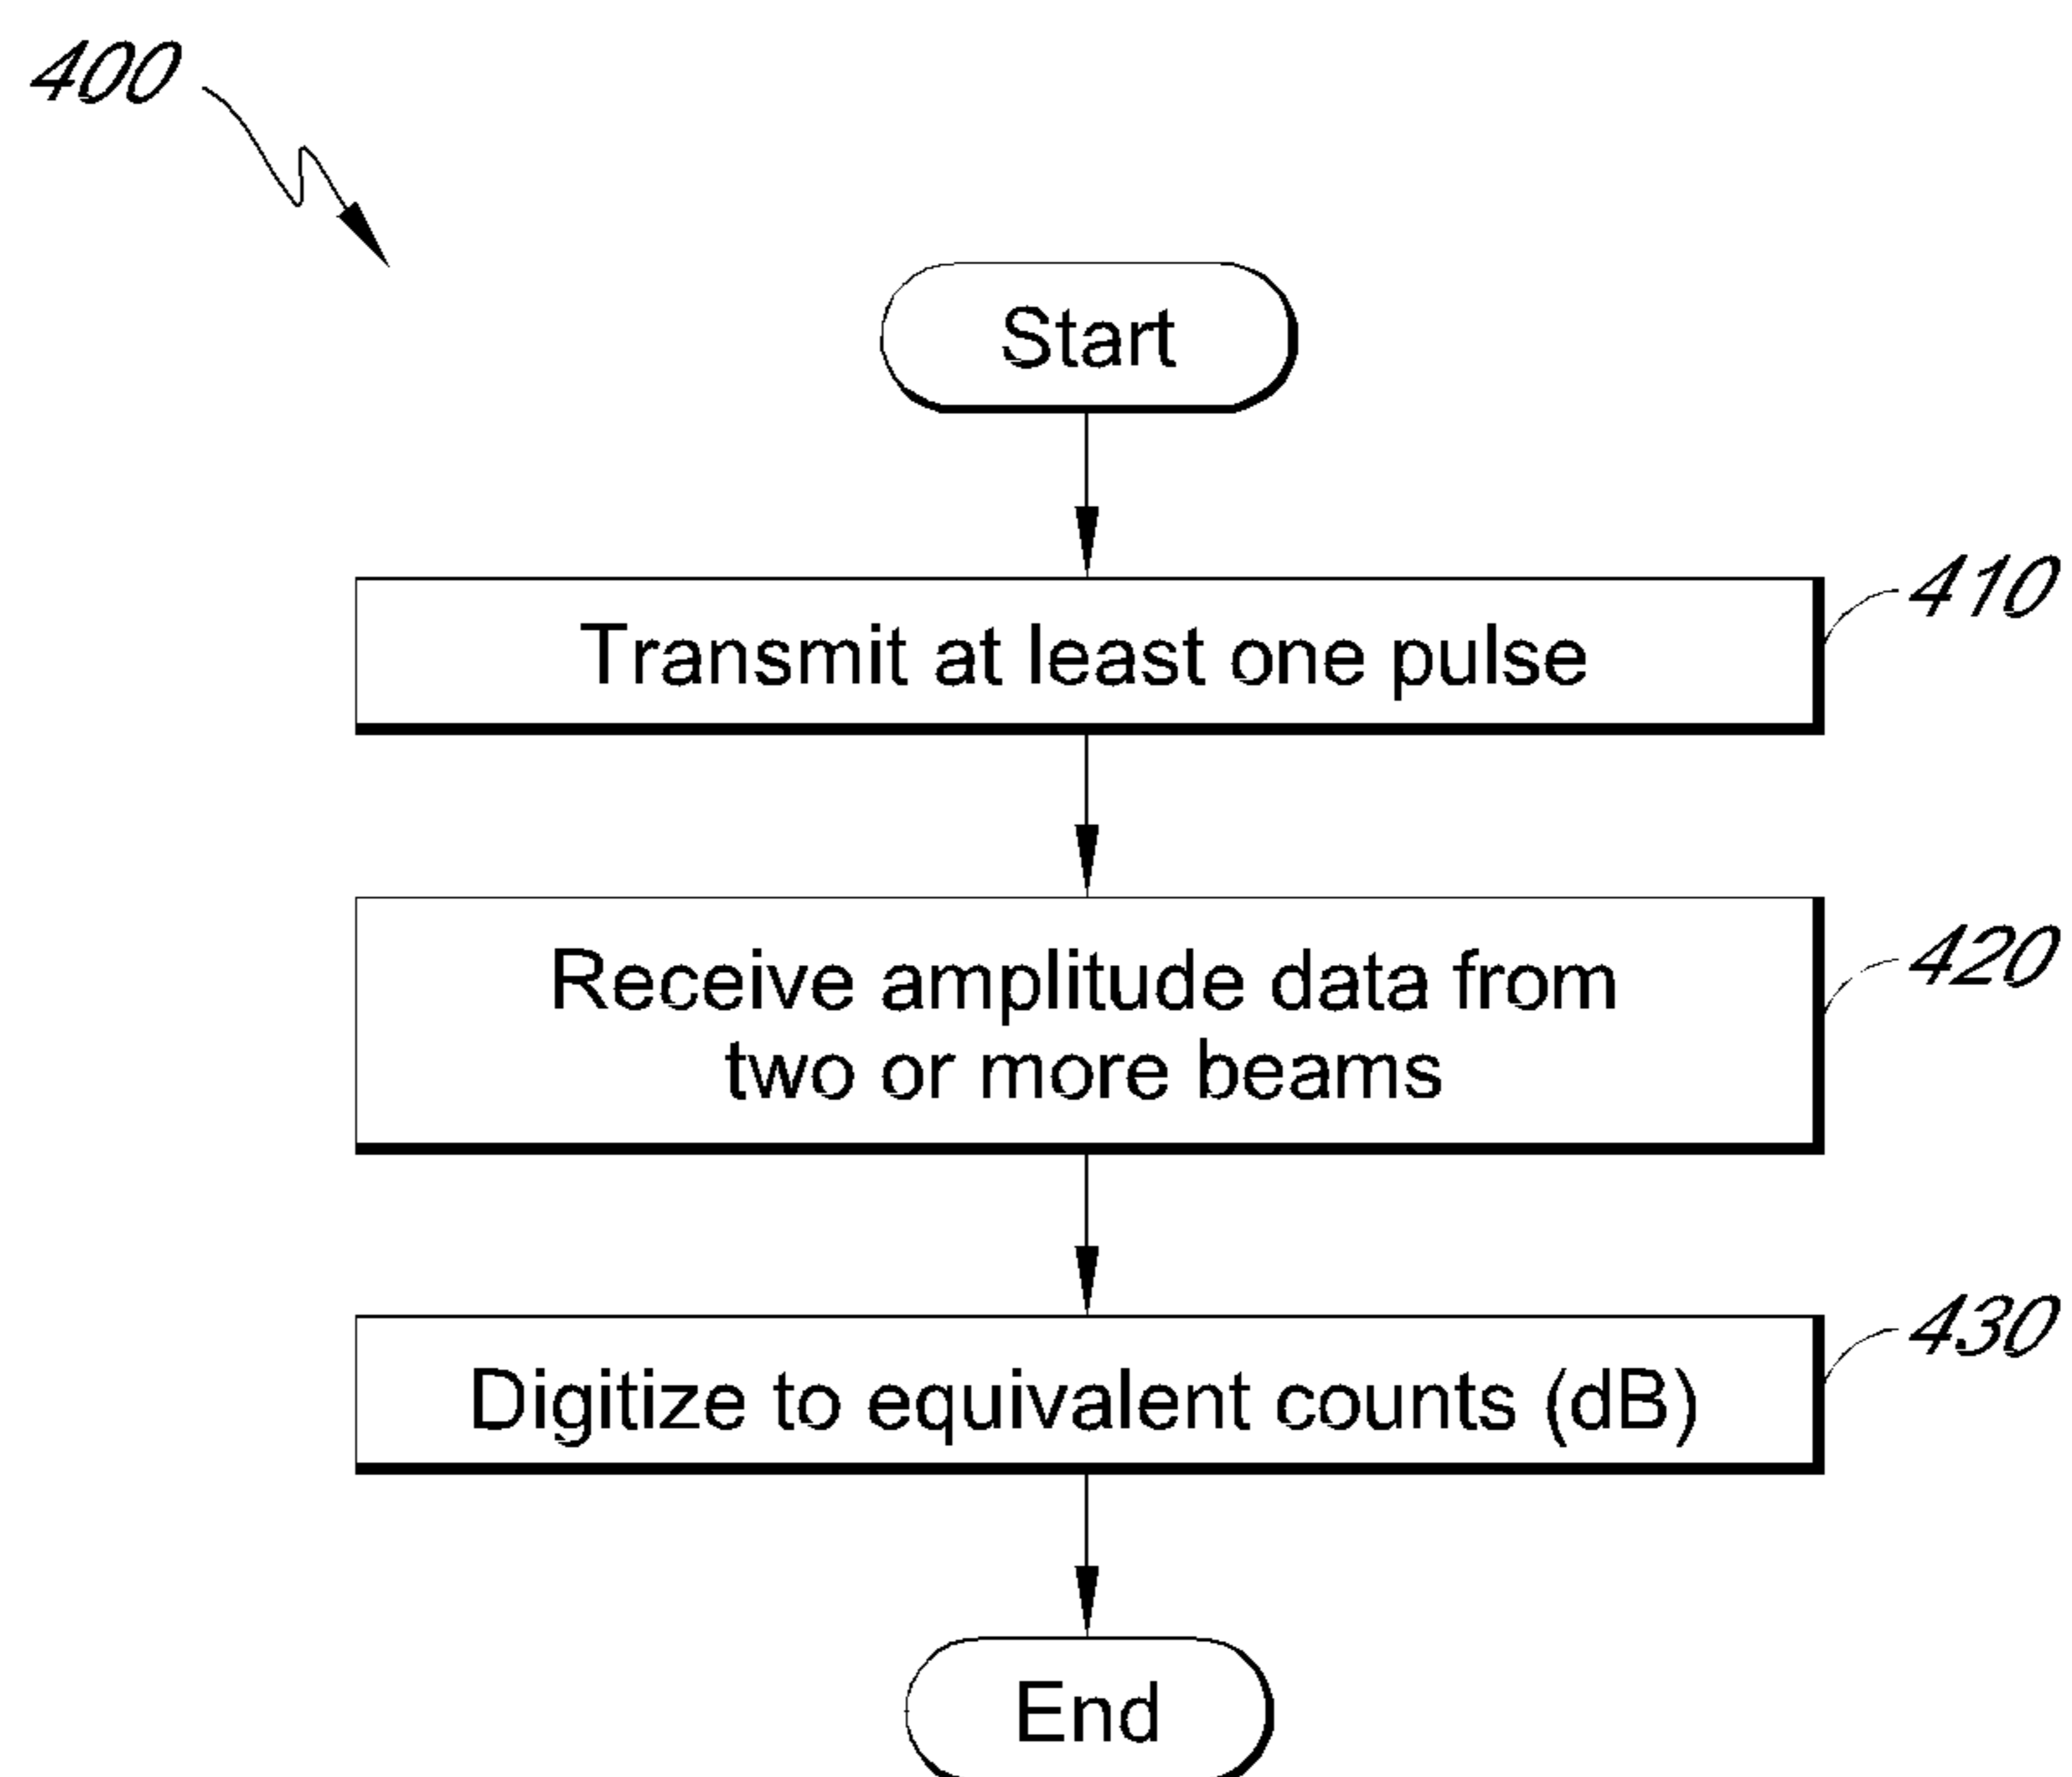 400
Start
Transmit at least one pulse
410
Receive amplitude data from
two or more beams
420
Digitize to equivalent counts (dB)
430
End